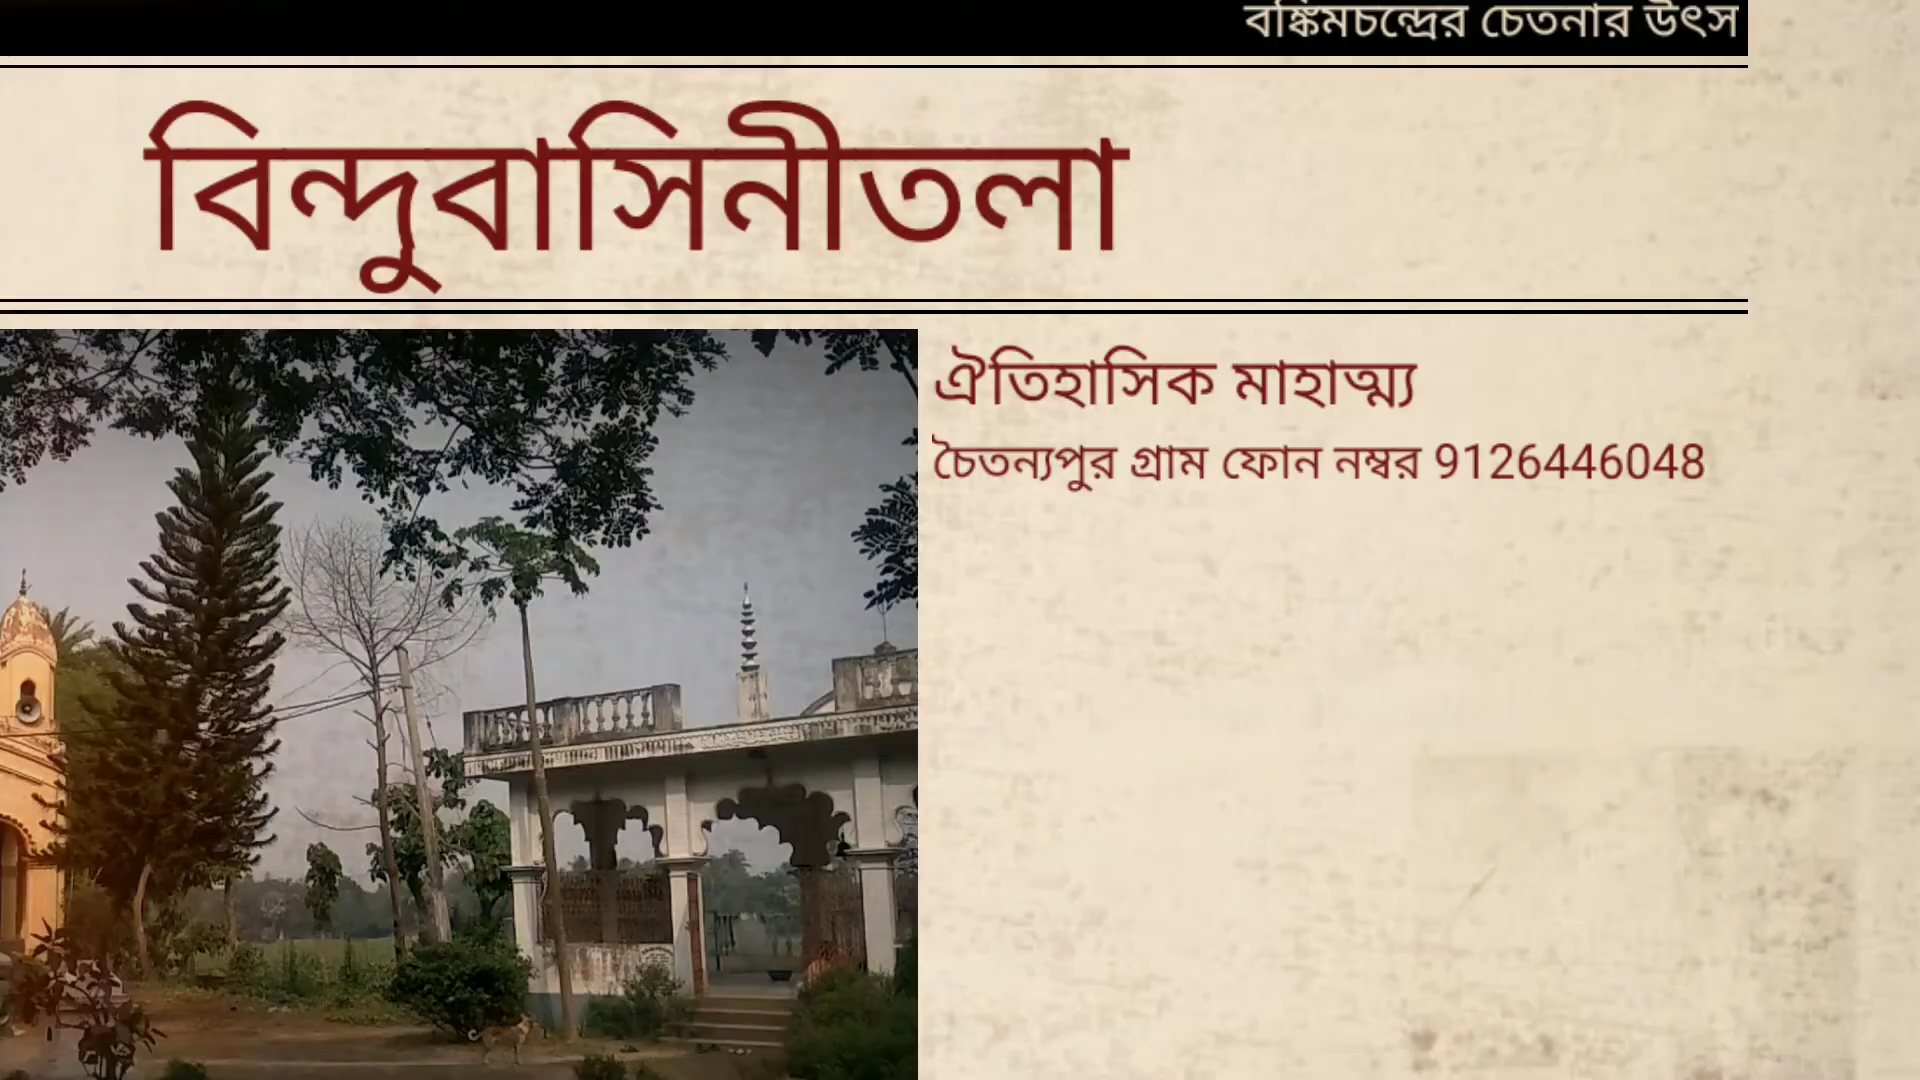 বঙ্কিমচন্দ্রের চেতনার উৎস
বিন্দুবাসিনীতলা
ঐতিহাসিক মাহাত্ম্য
চৈতন্যপুর গ্রাম ফোন নম্বর 9126446048